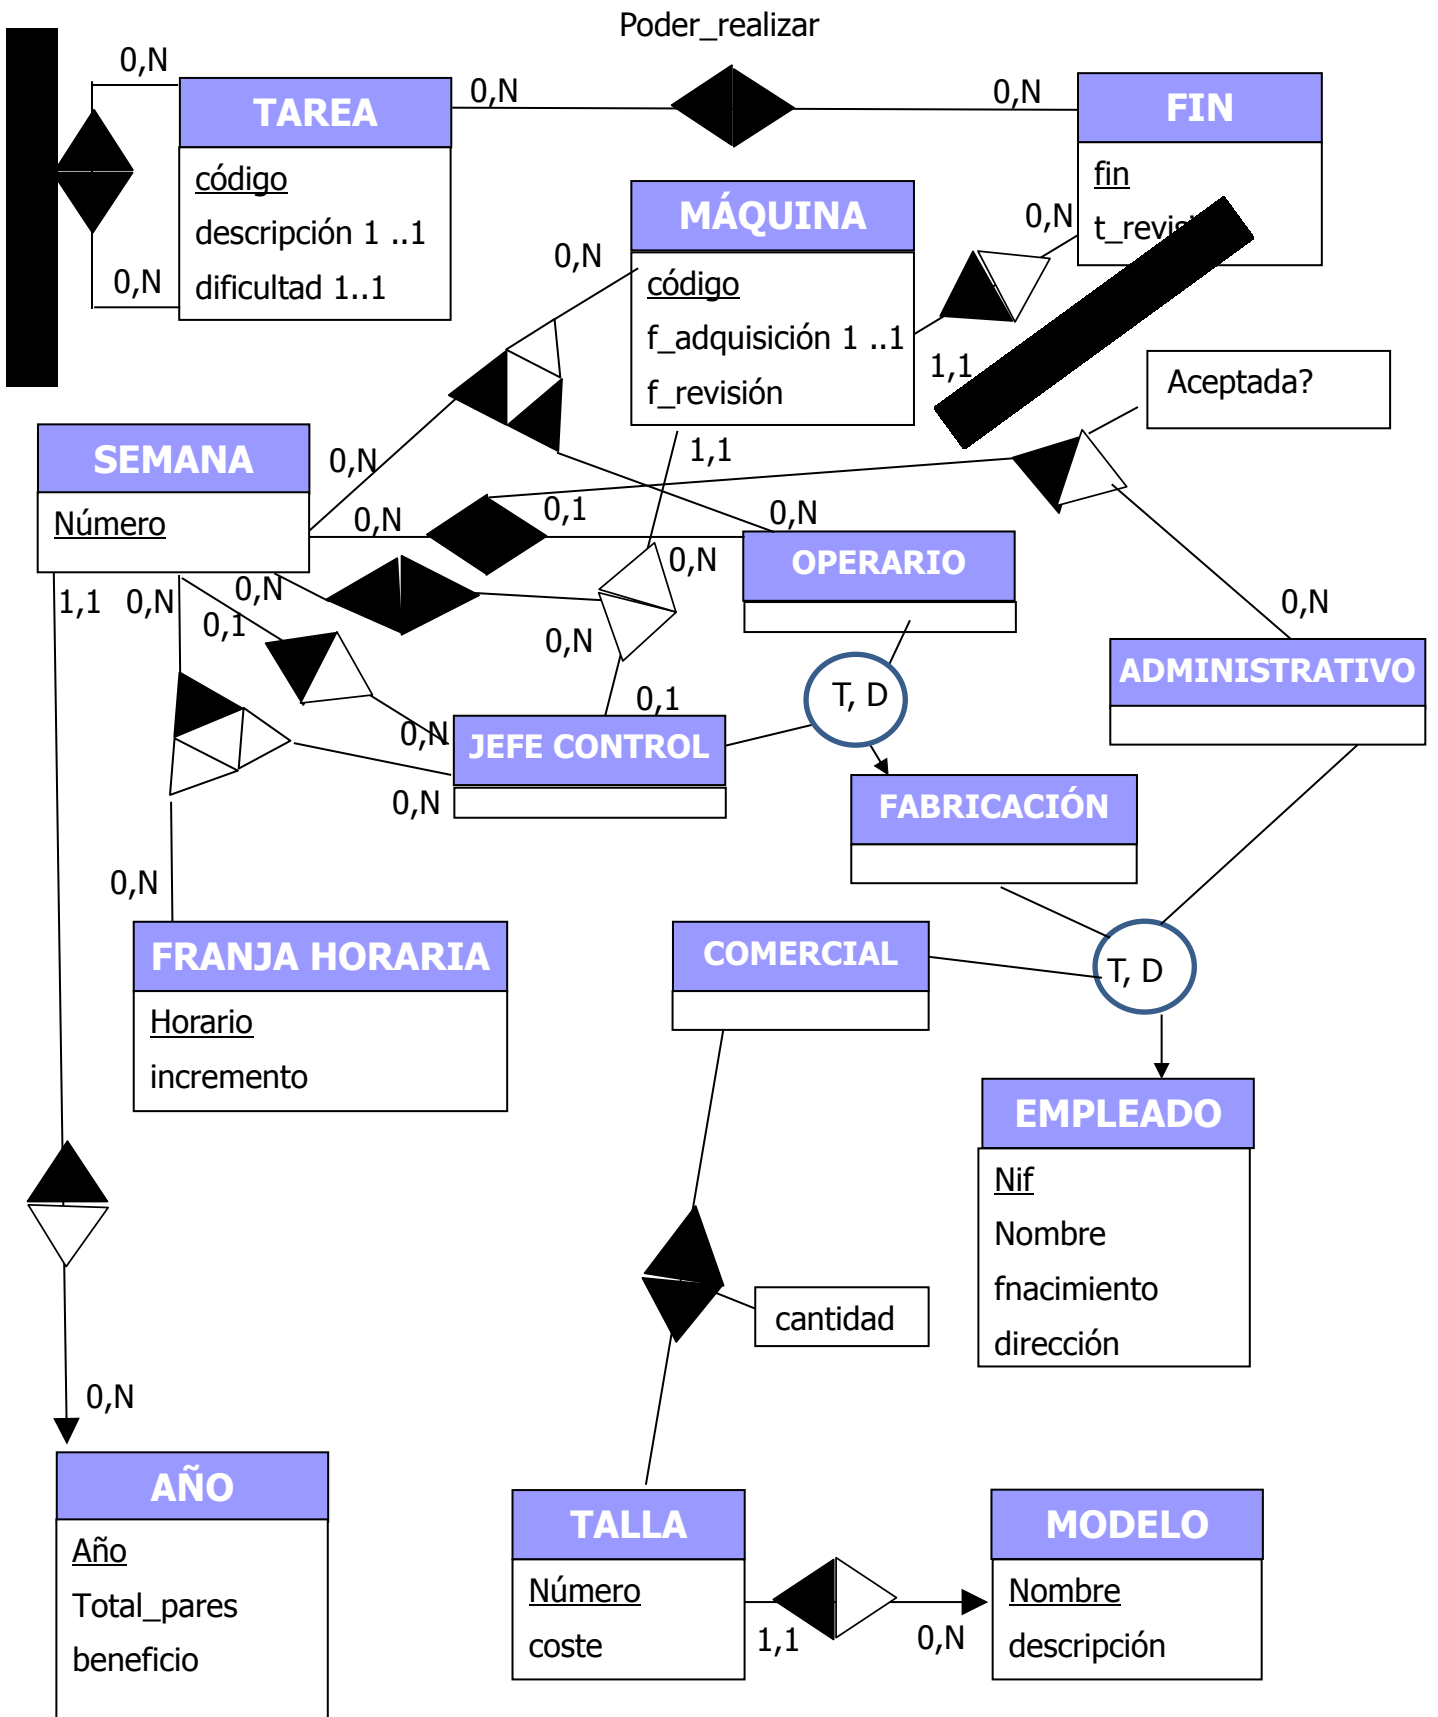 Poder_realizar
0,N
TAREA
código
descripción 1 ..1
dificultad 1..1
0,N
0,N
0,N
FIN
fin
MÁQUINA
código
f_adquisición 1 ..1
f_revisión
0,N
0,N
1,1
Aceptada?
SEMANA
Número
0,N
1,1
0,N
0,1
0,N
OPERARIO
0,N
1,1
0,N
0,N
0,1
0,N
0,N
ADMINISTRATIVO
T, D
0,1
JEFE CONTROL
0,N
0,N
FABRICACIÓN
0,N
FRANJA HORARIA
Horario
incremento
COMERCIAL
T, D
EMPLEADO
Nif
Nombre
fnacimiento
dirección
cantidad
0,N
AÑO
Año
Total_pares
beneficio
TALLA
Número
coste
1,1
0,N
MODELO
Nombre
descripción